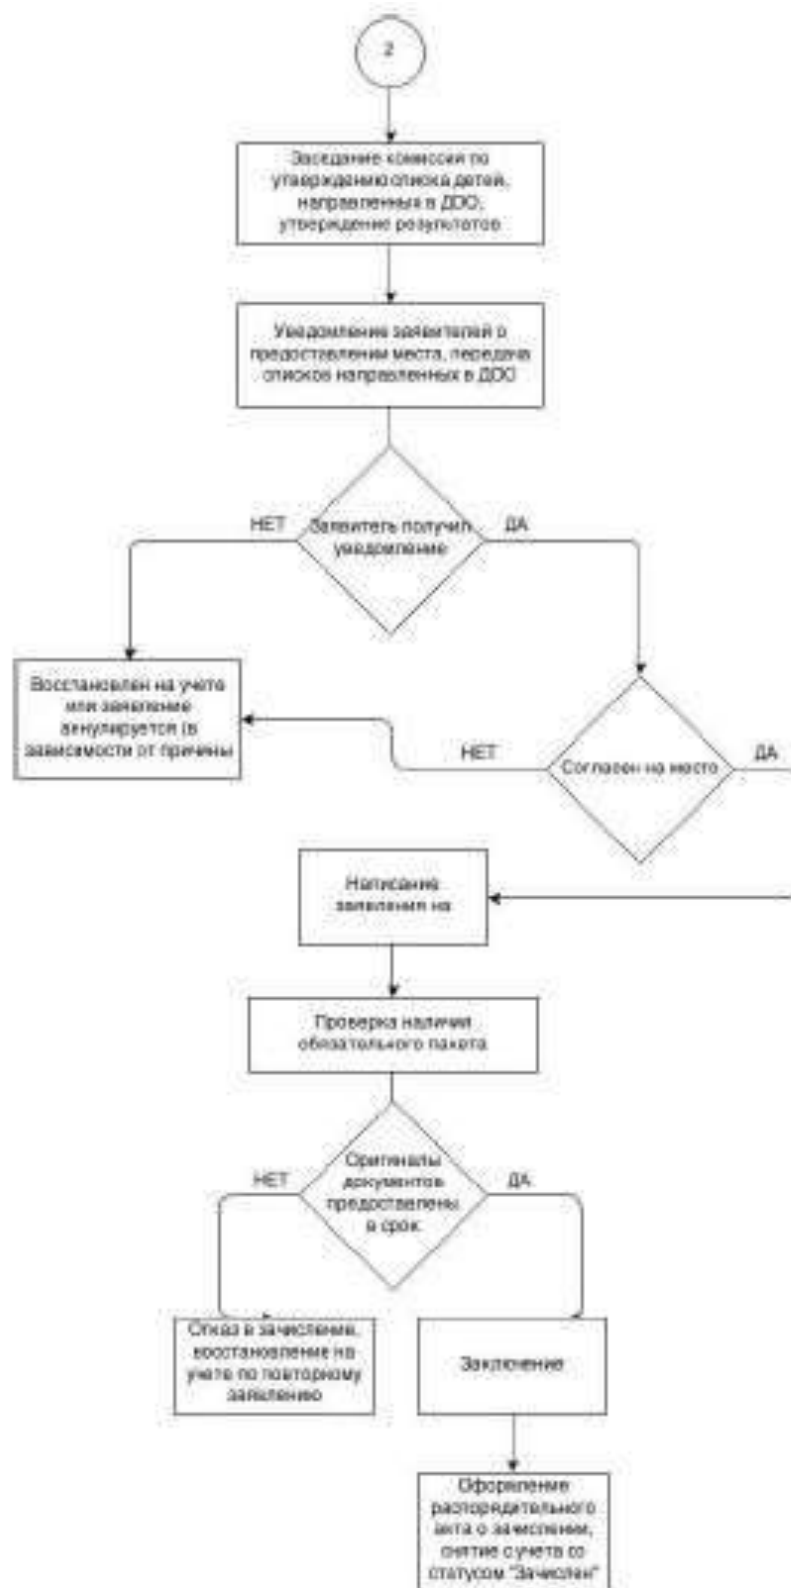 2
Заседание комиссии по
утверждению списка детей,
направленных в ДОО,
утверждение результатов
Уведомление заявителей о
предоставлении места, передача
списков направленных в ДОО
НЕТ
Заявитель получил
уведомление
ДА
Восстановлен на учете
или заявление
аннулируется (в
зависимости от причины
НЕТ
Согласен на место
ДА
Написание
заявления на
Проверка наличия
обязательного пакета
НЕТ
Оригиналы
документов
предоставлены
в срок
ДА
Отказ в зачисление,
восстановление на
учете по повторному
заявлению
Заключение
Оформление
распорядительного
акта о зачислении,
снятие с учета со
статусом "Зачислен"